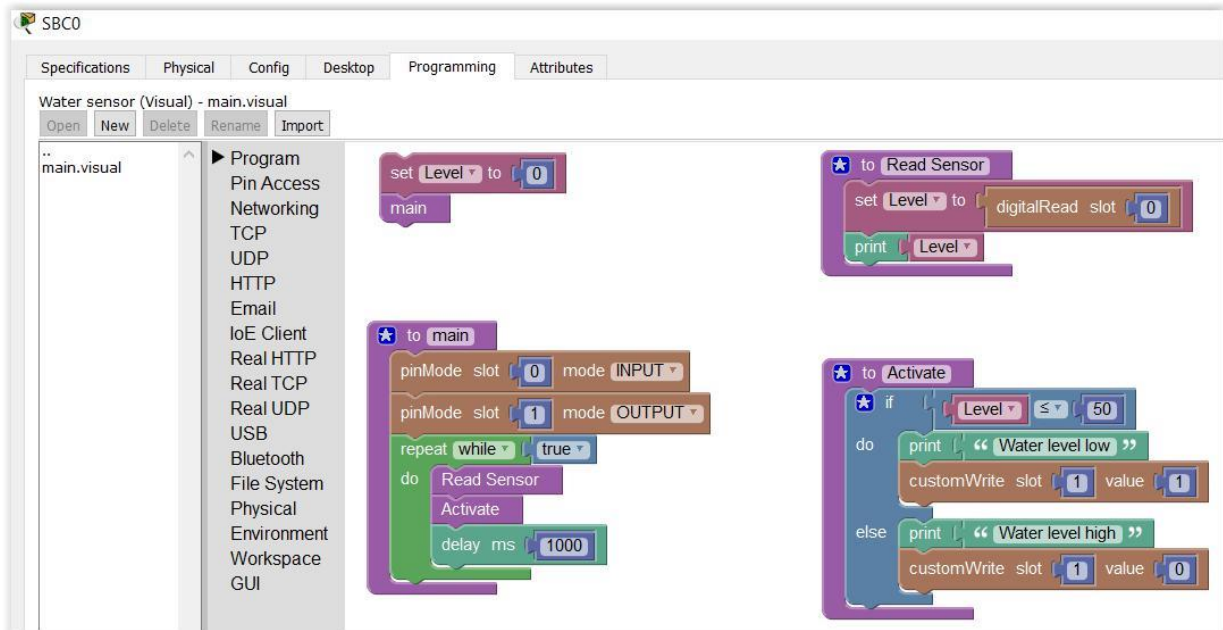 SBC0
Specifications Physical Config Desktop Programming Attributes
Water sensor (Visual) - main.visual
Open New Delete Rename Import
..
main.visual
Program
Pin Access
Networking
TCP
UDP
HTTP
Email
IoE Client
Real HTTP
Real TCP
Real UDP
USB
Bluetooth
File System
Physical
Environment
Workspace
GUI
set Level to 0
main
to main
pinMode slot 0 mode INPUT
pinMode slot 1 mode OUTPUT
repeat while true
do Read Sensor
Activate
delay ms 1000
to Read Sensor
set Level to digitalRead slot 0
print Level
to Activate
if Level ≤ 50
do print “ Water level low ”
customWrite slot 1 value 1
else print “ Water level high ”
customWrite slot 1 value 0